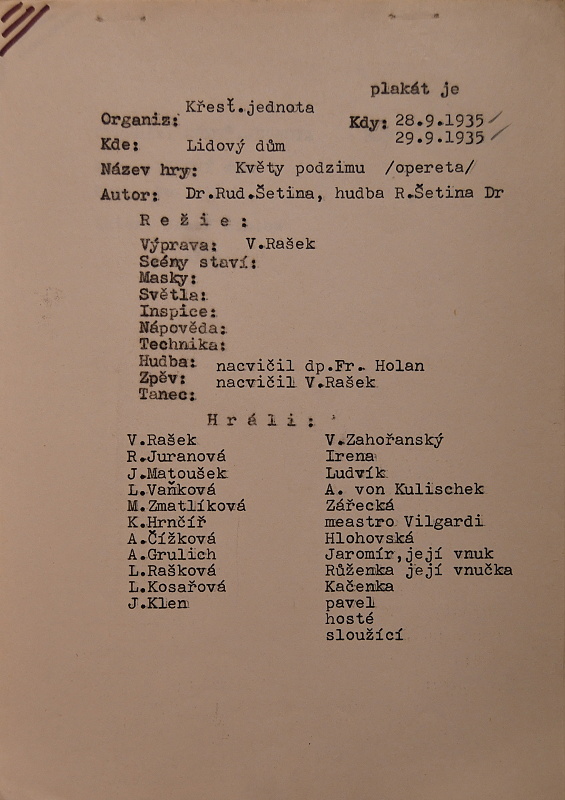 plakát je
Organiz: Křesť.jednota Kdy: 28.9.1935
29.9.1935
Kde: Lidový dům
Název hry: Květy podzimu /opereta/
Autor: Dr.Rud.Šetina, hudba R.Šetina Dr
Režie:
Výprava: V.Rašek
Scény staví:
Masky:
Světla:
Inspice:
Nápověda:
Technika:
Hudba: nacvičil dp.Fr. Holan
Zpěv: nacvičil V.Rašek
Tanec:
Hráli:
V.Rašek V.Zahořanský
R.Juranová Irena
J.Matoušek Ludvík
L.Vaňková A. von Kulischek
M.Zmatlíková Zářecká
K.Hrnčíř meastro Vilgardi
A.Čížková Hlohovská
A.Grulich Jaromír,její vnuk
L.Rašková Růženka její vnučka
L.Kosařová Kačenka
J.Klen pavel
hosté
sloužící